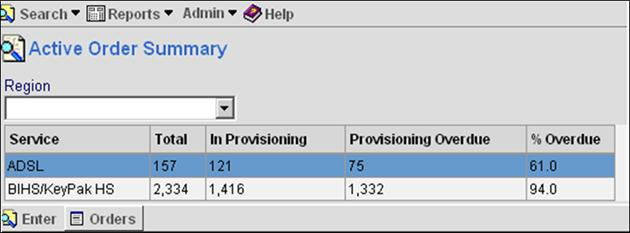 Search Reports Admin Help
Active Order Summary
Region
Service Total In Provisioning Provisioning Overdue % Overdue
ADSL 157 121 75 61.0
BIHS/KeyPak HS 2,334 1,416 1,332 94.0
Enter Orders